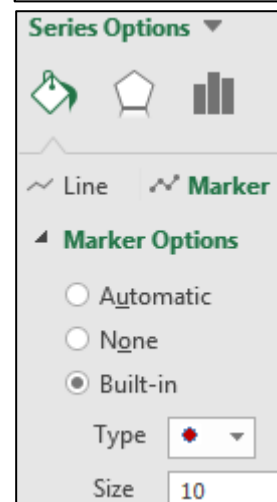 Series Options
Line Marker
Marker Options
Automatic
None
Built-in
Type
Size 10